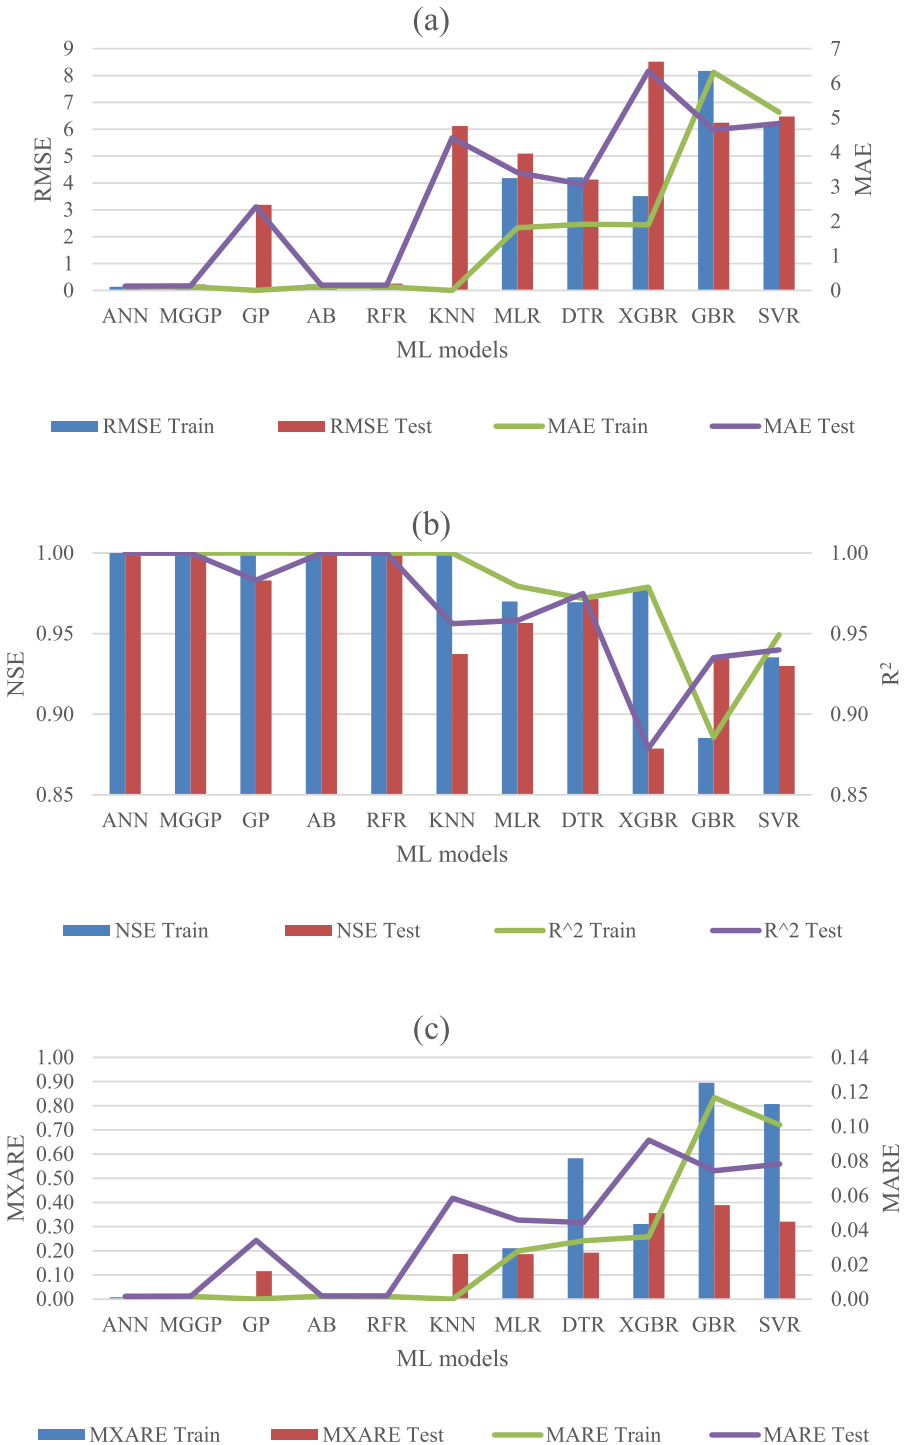 (a)
9 7
8 6
7 5
6
5 4
4 3
3 2
2
1 1
0 0
RMSE
MAE
ANN MGGP GP AB RFR KNN MLR DTR XGBR GBR SVR
ML models
RMSE Train RMSE Test MAE Train MAE Test
(b)
1.00 1.00
0.95 0.95
0.90 0.90
0.85 0.85
NSE
R²
ANN MGGP GP AB RFR KNN MLR DTR XGBR GBR SVR
ML models
NSE Train NSE Test R^2 Train R^2 Test
(c)
1.00 0.14
0.90 0.12
0.80
0.70 0.10
0.60 0.08
0.50
0.40 0.06
0.30 0.04
0.20
0.10 0.02
0.00 0.00
MXARE
MARE
ANN MGGP GP AB RFR KNN MLR DTR XGBR GBR SVR
ML models
MXARE Train MXARE Test MARE Train MARE Test